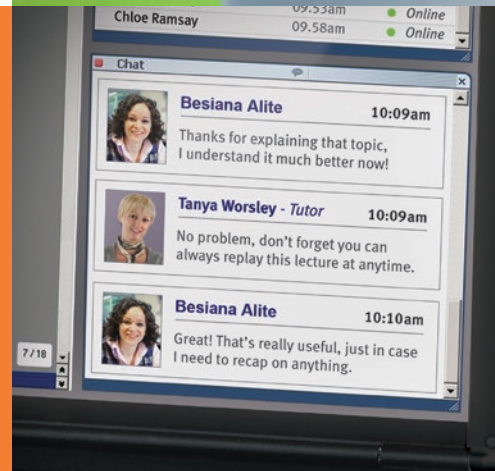 09.53am Online
Chloe Ramsay 09.58am Online
Chat
Besiana Alite 10:09am
Thanks for explaining that topic,
I understand it much better now!
Tanya Worsley - Tutor 10:09am
No problem, don't forget you can
always replay this lecture at anytime.
Besiana Alite 10:10am
Great! That's really useful, just in case
I need to recap on anything.
7/18